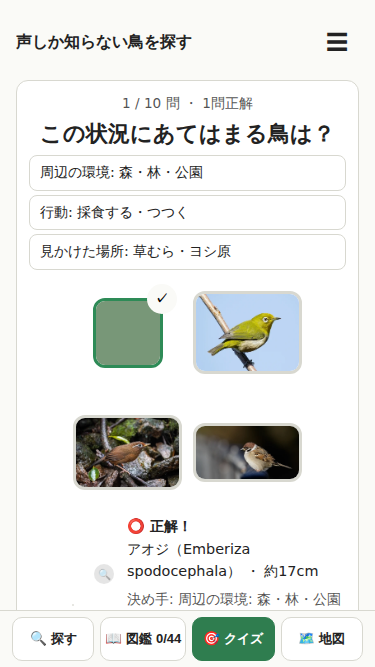 声しか知らない鳥を探す
1 / 10 問 ・ 1問正解
この状況にあてはまる鳥は？
周辺の環境: 森・林・公園
行動: 採食する・つつく
見かけた場所: 草むら・ヨシ原
✓
⭕ 正解！
アオジ（Emberiza
spodocephala） ・ 約17cm
決め手: 周辺の環境: 森・林・公園
🔍 探す
📖 図鑑 0/44
🎯 クイズ
🗺️ 地図